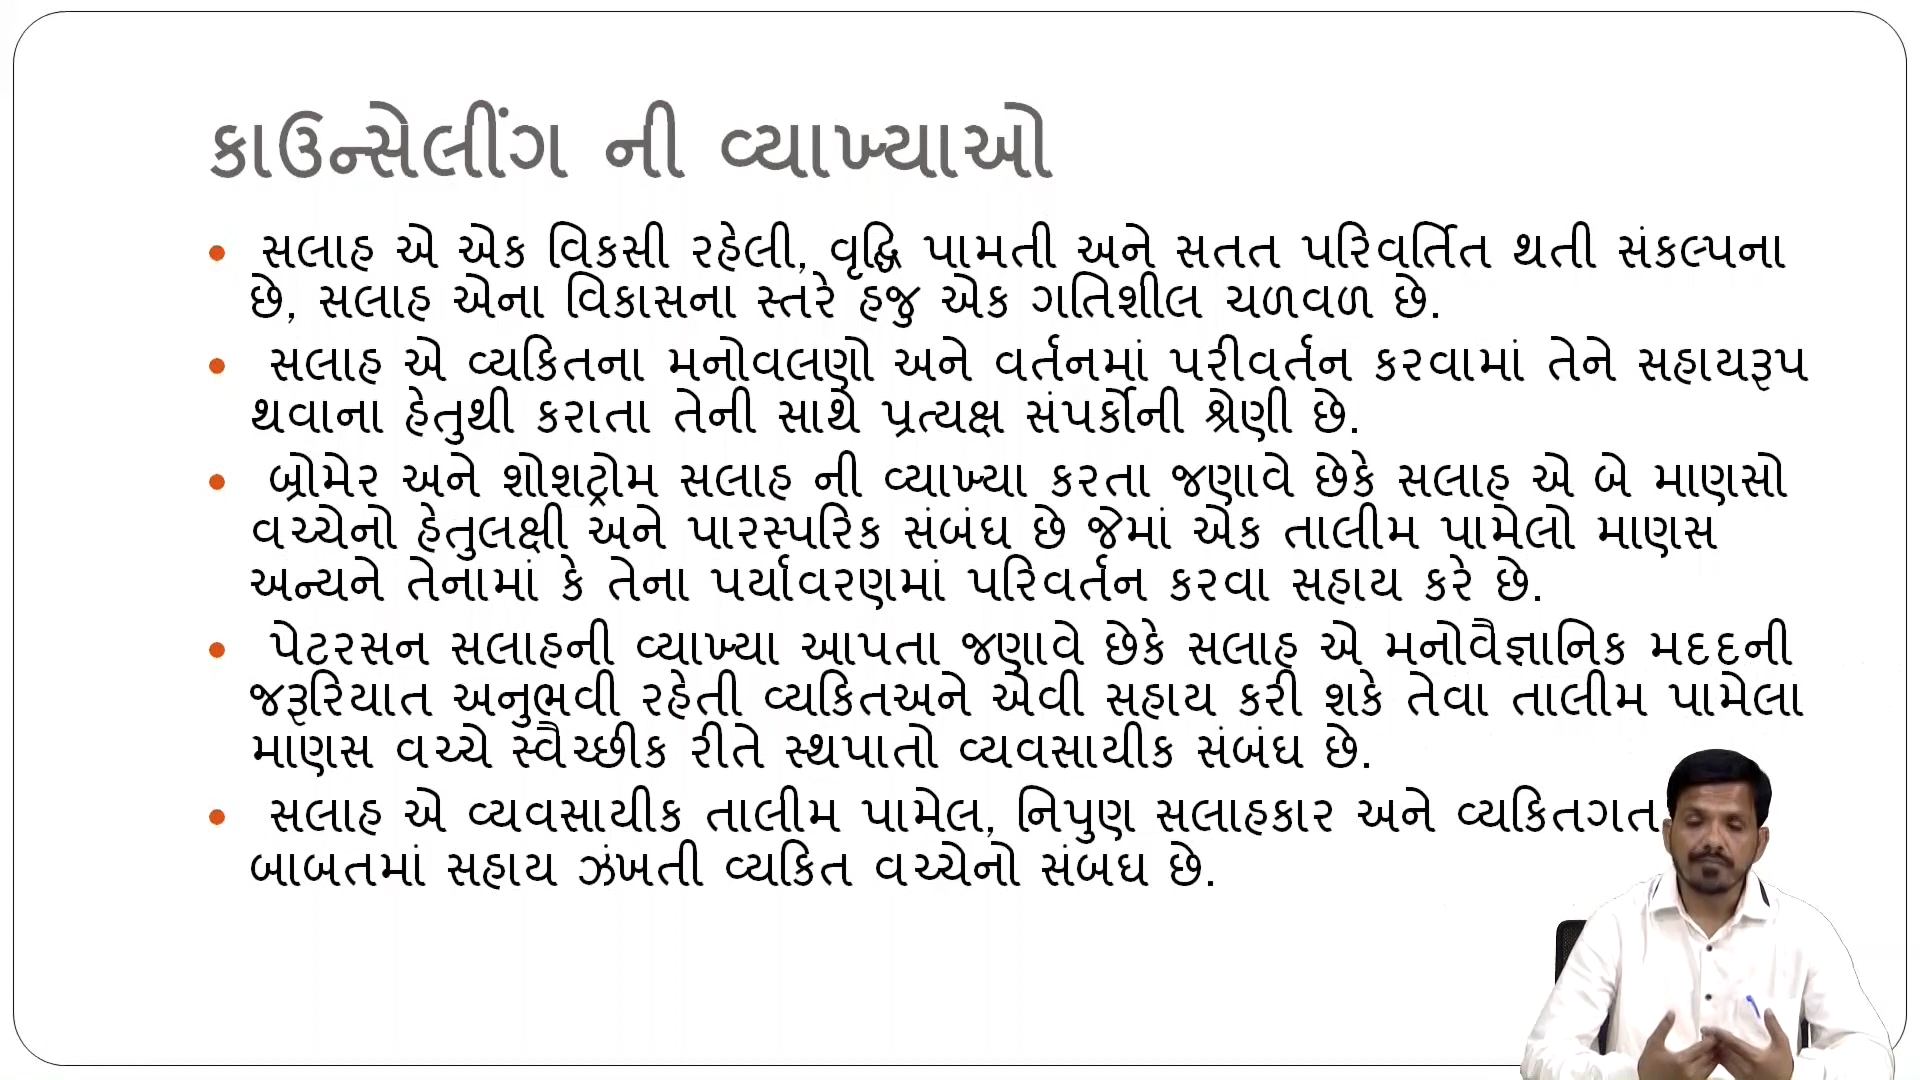 કાઉન્સેલીંગ ની વ્યાખ્યાઓ
• સલાહ એ એક વિકસી રહેલી, વૃદ્ધિ પામતી અને સતત પરિવર્તિત થતી સંકલ્પના
છે, સલાહ એના વિકાસના સ્તરે હજુ એક ગતિશીલ ચળવળ છે.
• સલાહ એ વ્યકિતના મનોવલણો અને વર્તનમાં પરીવર્તન કરવામાં તેને સહાયરૂપ
થવાના હેતુથી કરાતા તેની સાથે પ્રત્યક્ષ સંપર્કોની શ્રેણી છે.
• બ્રોમેર અને શોશટ્રોમ સલાહ ની વ્યાખ્યા કરતા જણાવે છેકે સલાહ એ બે માણસો
વચ્ચેનો હેતુલક્ષી અને પારસ્પરિક સંબંઘ છે જેમાં એક તાલીમ પામેલો માણસ
અન્યને તેનામાં કે તેના પર્યાવરણમાં પરિવર્તન કરવા સહાય કરે છે.
• પેટરસન સલાહની વ્યાખ્યા આપતા જણાવે છેકે સલાહ એ મનોવૈજ્ઞાનિક મદદની
જરૂરિયાત અનુભવી રહેતી વ્યકિતઅને એવી સહાય કરી શકે તેવા તાલીમ પામેલા
માણસ વચ્ચે સ્વૈચ્છીક રીતે સ્થપાતો વ્યવસાયીક સંબંઘ છે.
• સલાહ એ વ્યવસાયીક તાલીમ પામેલ, નિપુણ સલાહકાર અને વ્યકિતગત
બાબતમાં સહાય ઝંખતી વ્યકિત વચ્ચેનો સંબઘ છે.